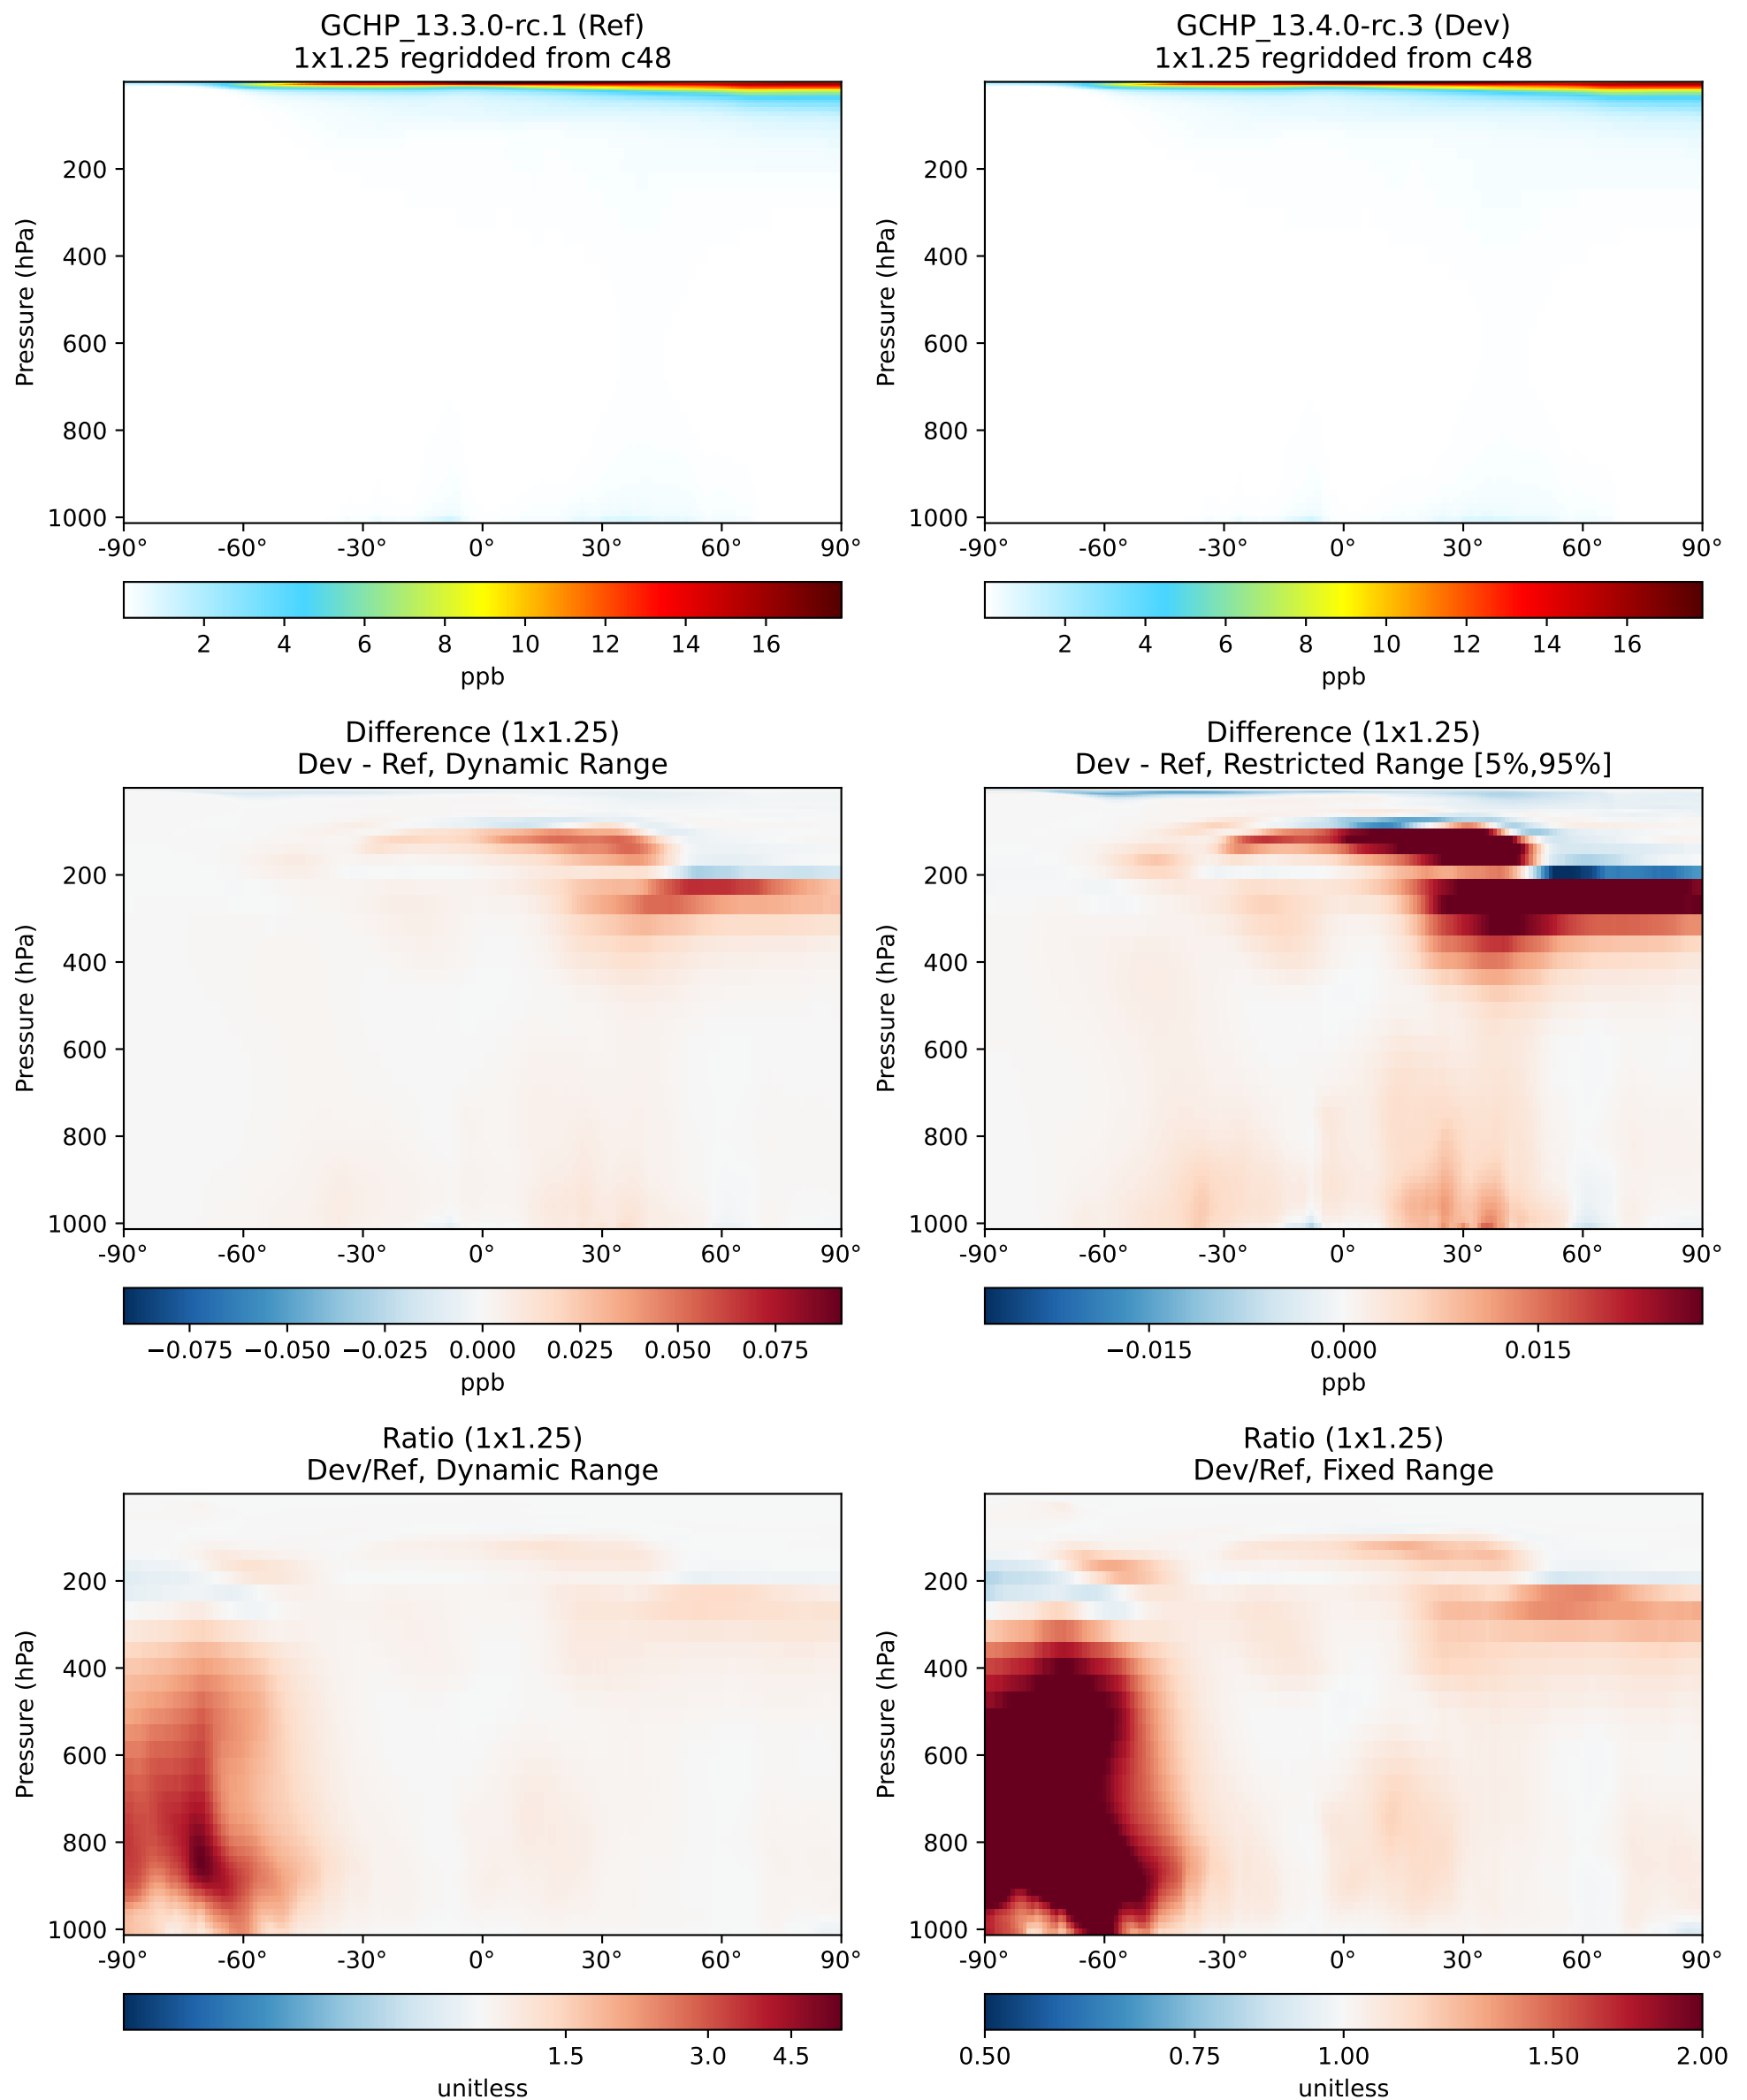 GCHP_13.3.0-rc.1 (Ref)
1x1.25 regridded from c48
Pressure (hPa)
200
400
600
800
1000
-90° -60° -30° 0° 30° 60° 90°
2 4 6 8 10 12 14 16
ppb
GCHP_13.4.0-rc.3 (Dev)
1x1.25 regridded from c48
Pressure (hPa)
200
400
600
800
1000
-90° -60° -30° 0° 30° 60° 90°
2 4 6 8 10 12 14 16
ppb
Difference (1x1.25)
Dev - Ref, Dynamic Range
Pressure (hPa)
200
400
600
800
1000
-90° -60° -30° 0° 30° 60° 90°
−0.075 −0.050 −0.025 0.000 0.025 0.050 0.075
ppb
Difference (1x1.25)
Dev - Ref, Restricted Range [5%,95%]
Pressure (hPa)
200
400
600
800
1000
-90° -60° -30° 0° 30° 60° 90°
−0.015 0.000 0.015
ppb
Ratio (1x1.25)
Dev/Ref, Dynamic Range
Pressure (hPa)
200
400
600
800
1000
-90° -60° -30° 0° 30° 60° 90°
1.5 3.0 4.5
unitless
Ratio (1x1.25)
Dev/Ref, Fixed Range
Pressure (hPa)
200
400
600
800
1000
-90° -60° -30° 0° 30° 60° 90°
0.50 0.75 1.00 1.50 2.00
unitless